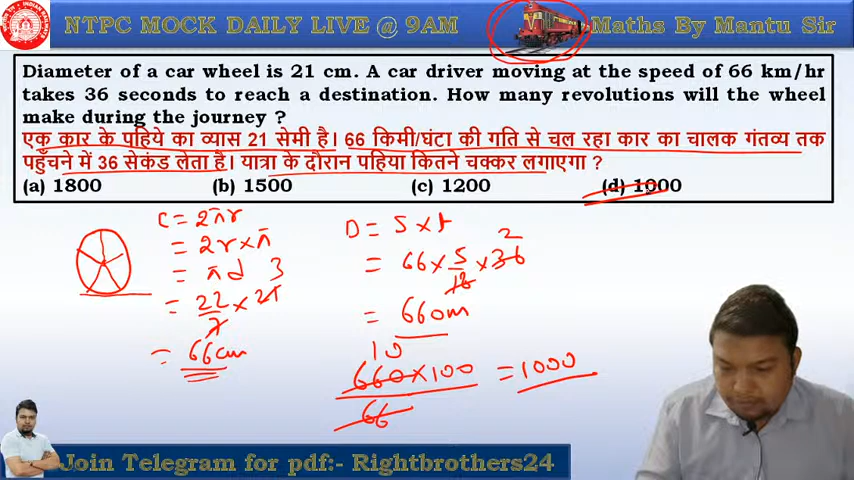 NTPC MOCK DAILY LIVE @ 9AM
Maths By Mantu Sir
Diameter of a car wheel is 21 cm. A car driver moving at the speed of 66 km/hr
takes 36 seconds to reach a destination. How many revolutions will the wheel
make during the journey ?
एक कार के पहिये का व्यास 21 सेमी है। 66 किमी/घंटा की गति से चल रहा कार का चालक गंतव्य तक
पहुँचने में 36 सेकंड लेता है। यात्रा के दौरान पहिया कितने चक्कर लगाएगा ?
(a) 1800 (b) 1500 (c) 1200 (d) 1000
C = 2πr
= 2r × π
= πd
= 22/7 × 21 3
= 66cm
D = S × t
= 66 × 5/18 × 36 2
= 660m
10
660 × 100 / 66 = 1000
Join Telegram for pdf:- Rightbrothers24